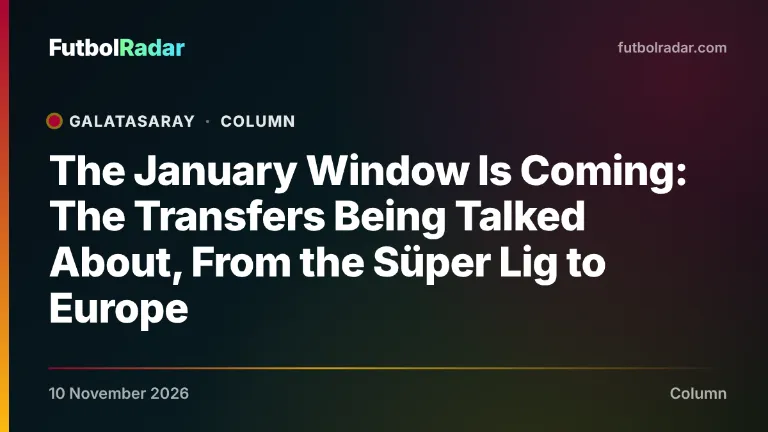 FutbolRadar
futbolradar.com
GALATASARAY · COLUMN
The January Window Is Coming:
The Transfers Being Talked
About, From the Süper Lig to
Europe
10 November 2026
Column